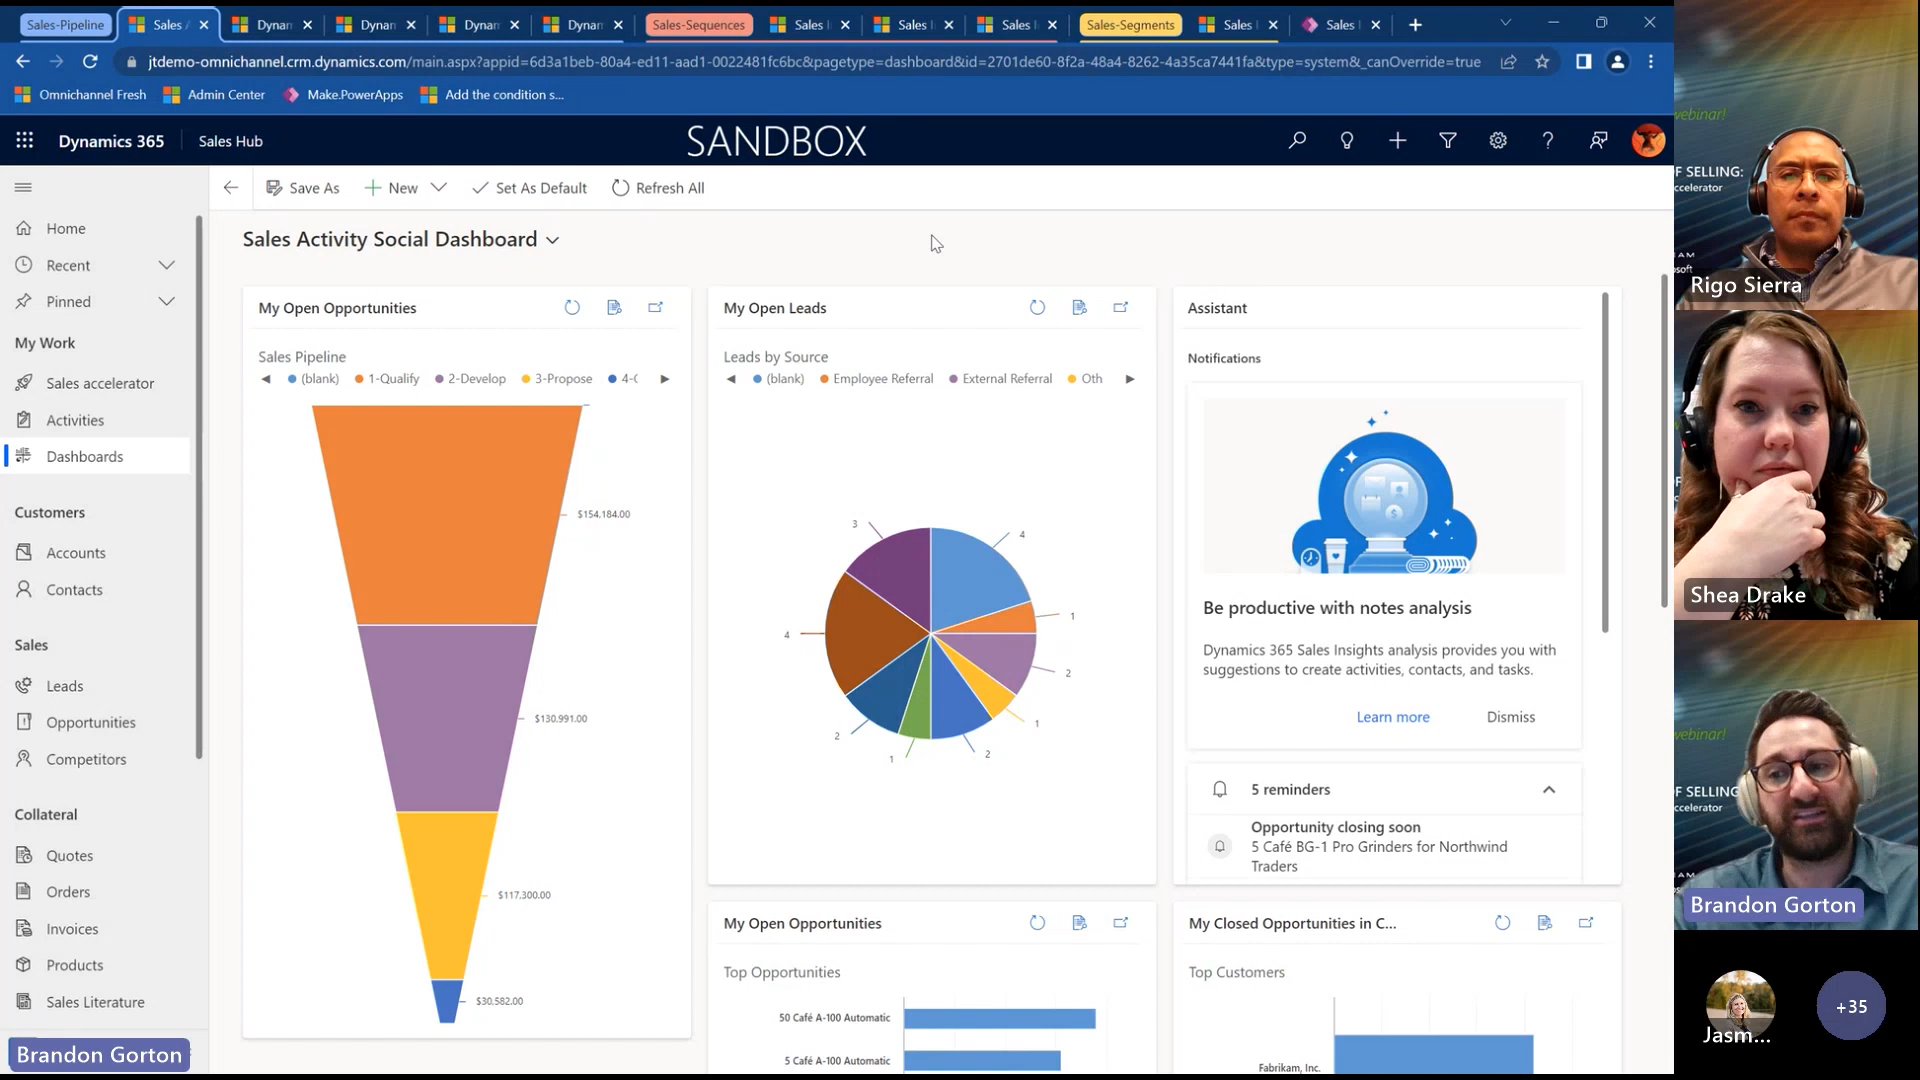 Sales-Pipeline
Sales
Dynan
Dynan
Dynan
Dynan
Sales-Sequences
Sales I
Sales I
Sales I
Sales-Segments
Sales
Sales
jtdemo-omnichannel.crm.dynamics.com/main.aspx?appid=6d3a1beb-80a4-ed11-aad1-0022481fc6bc&pagetype=dashboard&id=2701de60-8f2a-48a4-8262-4a35ca7441fa&type=system&_canOverride=true
Omnichannel Fresh
Admin Center
Make.PowerApps
Add the condition s...
Dynamics 365
Sales Hub
SANDBOX
Save As
New
Set As Default
Refresh All
Home
Recent
Pinned
My Work
Sales accelerator
Activities
Dashboards
Customers
Accounts
Contacts
Sales
Leads
Opportunities
Competitors
Collateral
Quotes
Orders
Invoices
Products
Sales Literature
Brandon Gorton
Sales Activity Social Dashboard
My Open Opportunities
Sales Pipeline
(blank) 1-Qualify 2-Develop 3-Propose 4-C
$154,184.00
$130,991.00
$117,300.00
$30,582.00
My Open Leads
Leads by Source
(blank) Employee Referral External Referral Oth
3
4
1
4
2
1
2
2
1
Assistant
Notifications
Be productive with notes analysis
Dynamics 365 Sales Insights analysis provides you with
suggestions to create activities, contacts, and tasks.
Learn more
Dismiss
5 reminders
Opportunity closing soon
5 Café BG-1 Pro Grinders for Northwind
Traders
My Open Opportunities
Top Opportunities
50 Café A-100 Automatic
5 Café A-100 Automatic
My Closed Opportunities in C...
Top Customers
Fabrikam, Inc.
webinar!
F SELLING:
ccelerator
AM
soft
Rigo Sierra
Shea Drake
webinar!
F SELLING
ccelerator
Brandon Gorton
Jasm...
+35